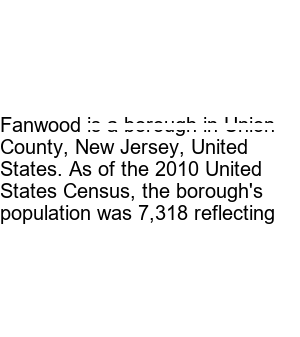 Fanwood is a borough in Union
County, New Jersey, United
States. As of the 2010 United
States Census, the borough's
population was 7,318 reflecting